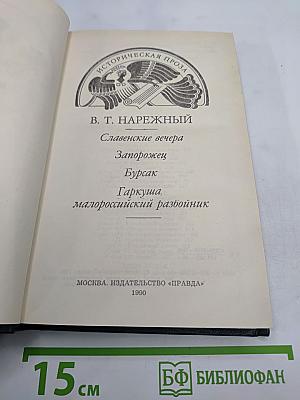 ИСТОРИЧЕСКАЯ ПРОЗА
В. Т. НАРЕЖНЫЙ
Славенские вечера
Запорожец
Бурсак
Гаркуша,
малороссийский разбойник
МОСКВА. ИЗДАТЕЛЬСТВО «ПРАВДА»
1990
15 см
БФ БИБЛИОФАН